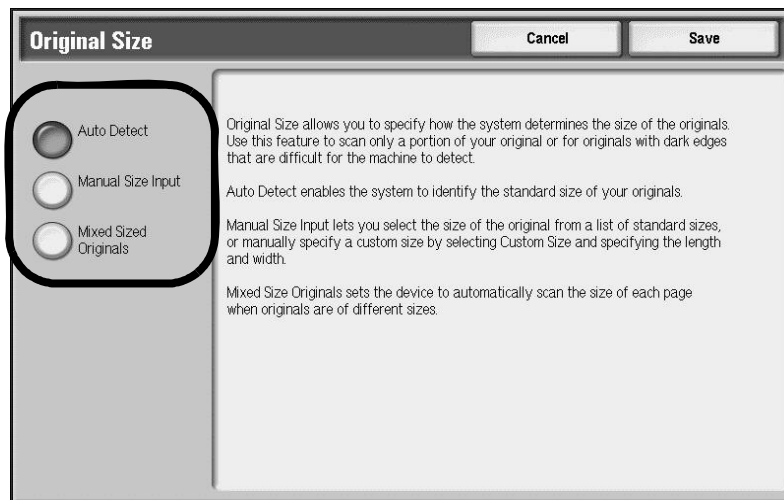 Original Size
Cancel
Save
Auto Detect
Manual Size Input
Mixed Sized
Originals
Original Size allows you to specify how the system determines the size of the originals.
Use this feature to scan only a portion of your original or for originals with dark edges
that are difficult for the machine to detect.
Auto Detect enables the system to identify the standard size of your originals.
Manual Size Input lets you select the size of the original from a list of standard sizes,
or manually specify a custom size by selecting Custom Size and specifying the length
and width.
Mixed Size Originals sets the device to automatically scan the size of each page
when originals are of different sizes.